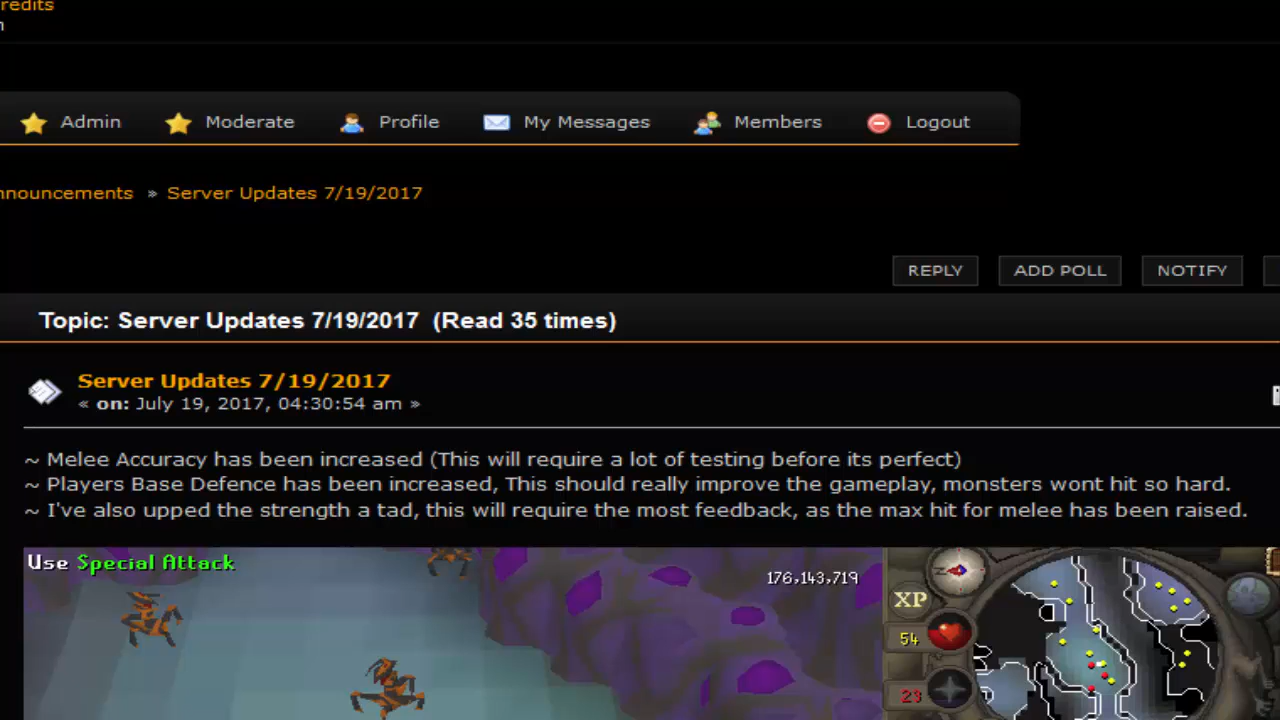 redits
n
Admin Moderate Profile My Messages Members Logout
nnouncements » Server Updates 7/19/2017
REPLY ADD POLL NOTIFY
Topic: Server Updates 7/19/2017 (Read 35 times)
Server Updates 7/19/2017
« on: July 19, 2017, 04:30:54 am »
~ Melee Accuracy has been increased (This will require a lot of testing before its perfect)
~ Players Base Defence has been increased, This should really improve the gameplay, monsters wont hit so hard.
~ I've also upped the strength a tad, this will require the most feedback, as the max hit for melee has been raised.
Use Special Attack
176,143,719
XP
54
23